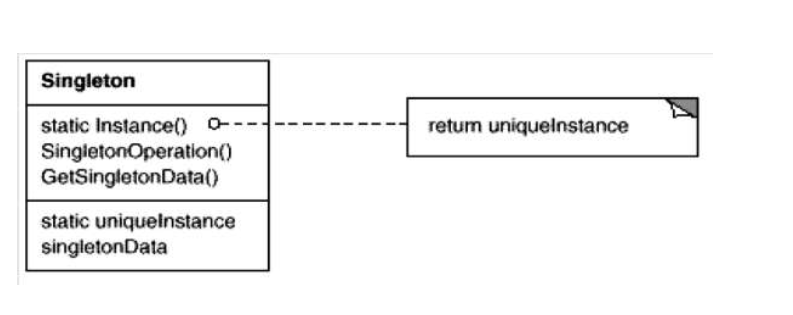 Singleton
static Instance()
SingletonOperation()
GetSingletonData()
static uniqueInstance
singletonData
return uniqueInstance